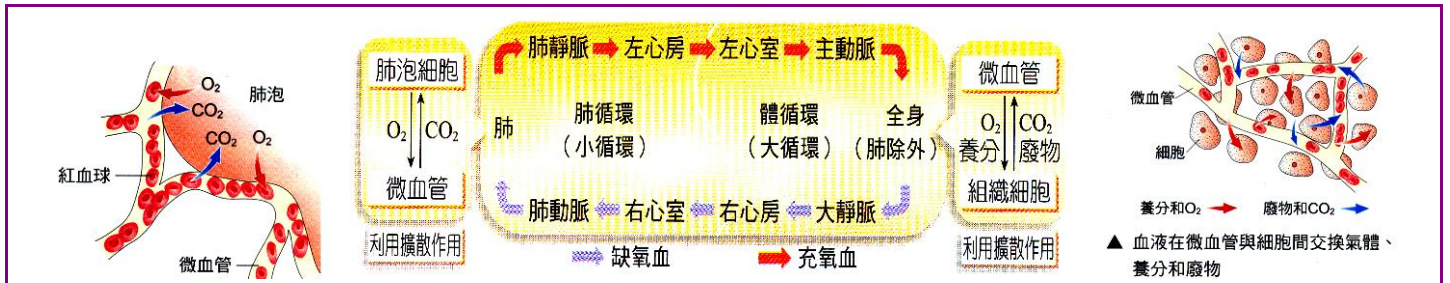 O₂
CO₂
肺泡
CO₂
O₂
紅血球
微血管
肺泡細胞
O₂
CO₂
微血管
利用擴散作用
肺靜脈
左心房
左心室
主動脈
肺
肺循環
(小循環)
體循環
(大循環)
全身
(肺除外)
肺動脈
右心室
右心房
大靜脈
缺氧血
充氧血
微血管
O₂
CO₂
養分
廢物
組織細胞
利用擴散作用
微血管
細胞
養分和O₂
廢物和CO₂
▲ 血液在微血管與細胞間交換氣體、
養分和廢物